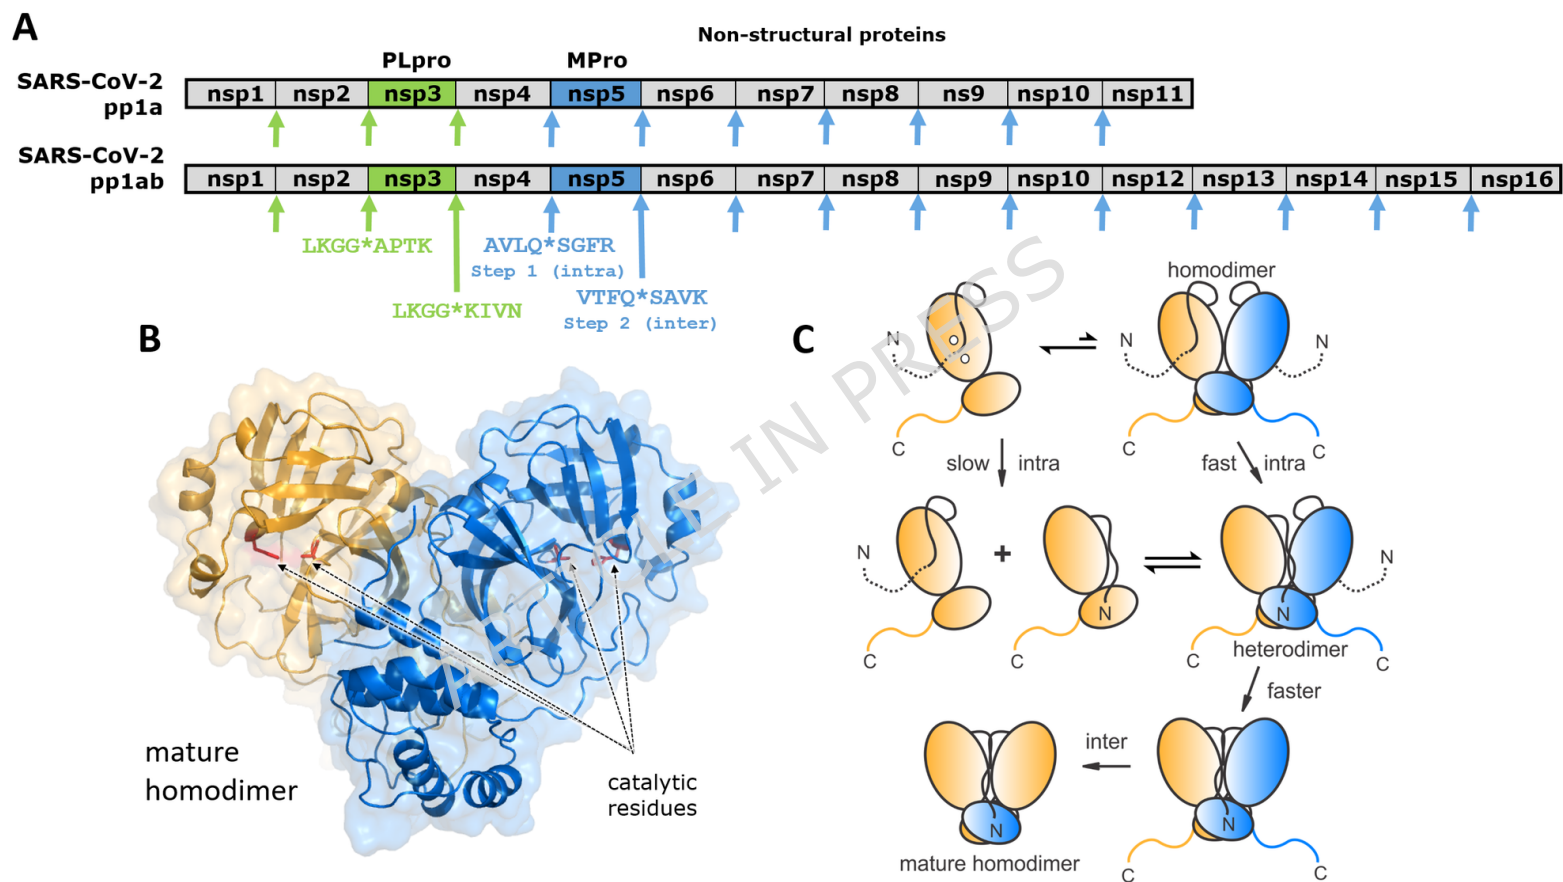 A
Non-structural proteins
PLpro MPro
SARS-CoV-2
pp1a
nsp1 nsp2 nsp3 nsp4 nsp5 nsp6 nsp7 nsp8 ns9 nsp10 nsp11
SARS-CoV-2
pp1ab
nsp1 nsp2 nsp3 nsp4 nsp5 nsp6 nsp7 nsp8 nsp9 nsp10 nsp12 nsp13 nsp14 nsp15 nsp16
LKGG*APTK
AVLQ*SGFR
Step 1 (intra)
LKGG*KIVN
VTFQ*SAVK
Step 2 (inter)
B
mature
homodimer
catalytic
residues
C
homodimer
N
N
N
C
C
C
slow intra
fast intra
N
+
N
N
N
C
C
C
C
heterodimer
faster
inter
N
N
mature homodimer
C
C
IN PRESS